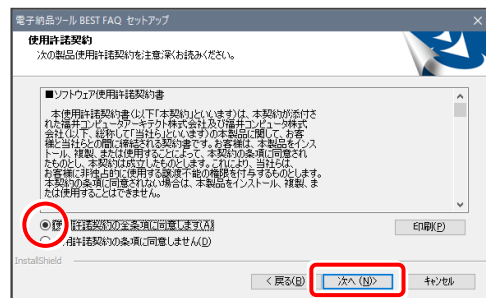 電子納品ツール BEST FAQ セットアップ
使用許諾契約
次の製品使用許諾契約を注意深くお読みください。
■ソフトウェア使用許諾契約書
本使用許諾契約書(以下「本契約」といいます)は、本契約が添付さ
れた福井コンピュータアーキテクト株式会社及び福井コンピュータ株式
会社(以下、総称して「当社ら」といいます)の本製品に関して、お客
様と当社らとの間に締結される契約書です。お客様は、本製品をインス
トール、複製、または使用することによって、本契約の条項に同意され
たものとし、本契約は成立したものとします。これにより、当社らは、
お客様に非独占的に使用する譲渡不能の権限を付与するものとします。
本契約の条項に同意されない場合は、本製品をインストール、複製、ま
たは使用することはできません。
使用許諾契約の全条項に同意します(A)
印刷(P)
用許諾契約の条項に同意しません(D)
InstallShield
< 戻る(B)
次へ (N)>
キャンセル